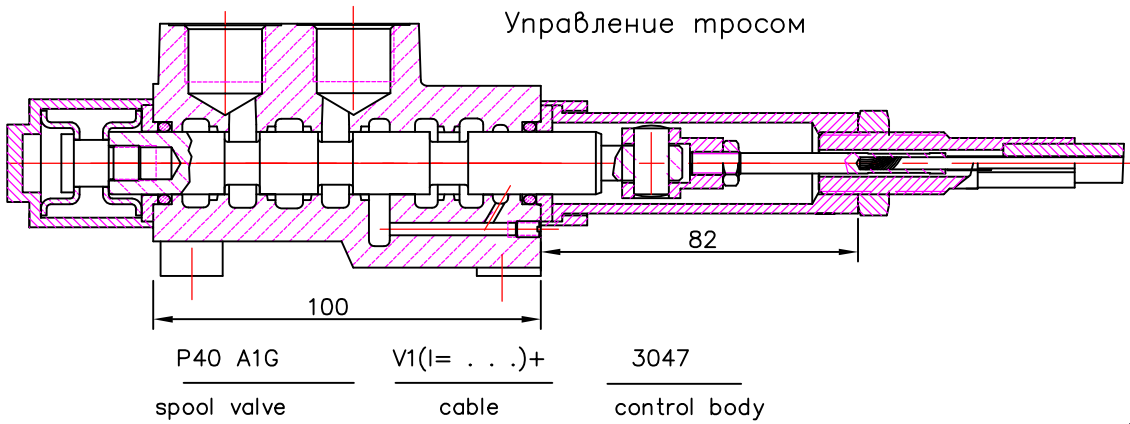 Управление тросом
82
100
P40 A1G V1(l= . . .)+ 3047
spool valve cable control body